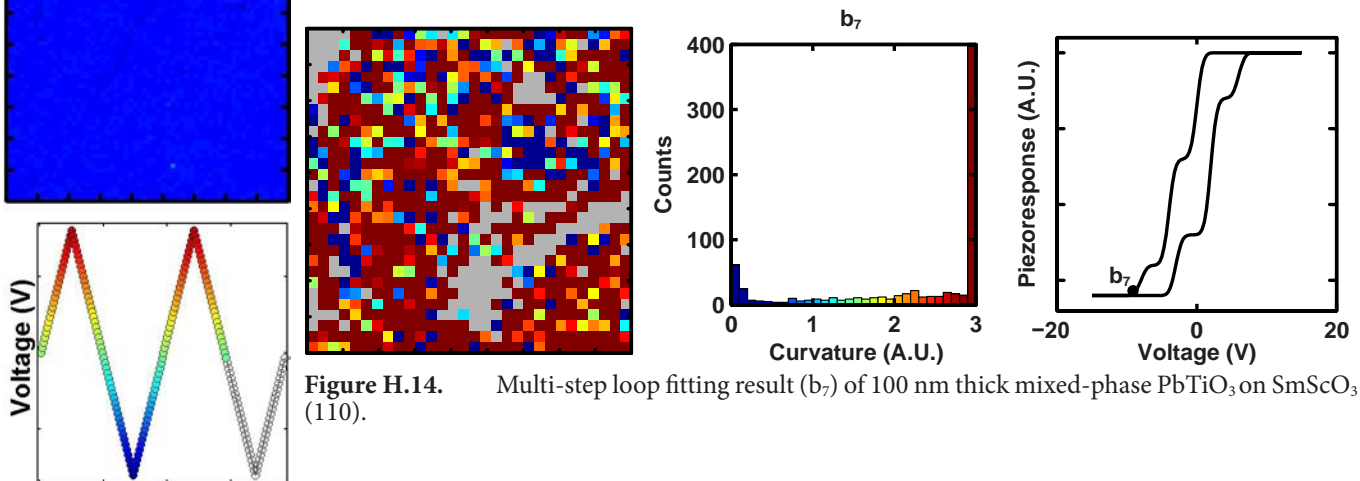 Voltage (V)
b₇
Counts
400
300
200
100
0
0 1 2 3
Curvature (A.U.)
Piezoresponse (A.U.)
b₇
−20 0 20
Voltage (V)
Figure H.14. Multi-step loop fitting result (b₇) of 100 nm thick mixed-phase PbTiO₃ on SmScO₃
(110).